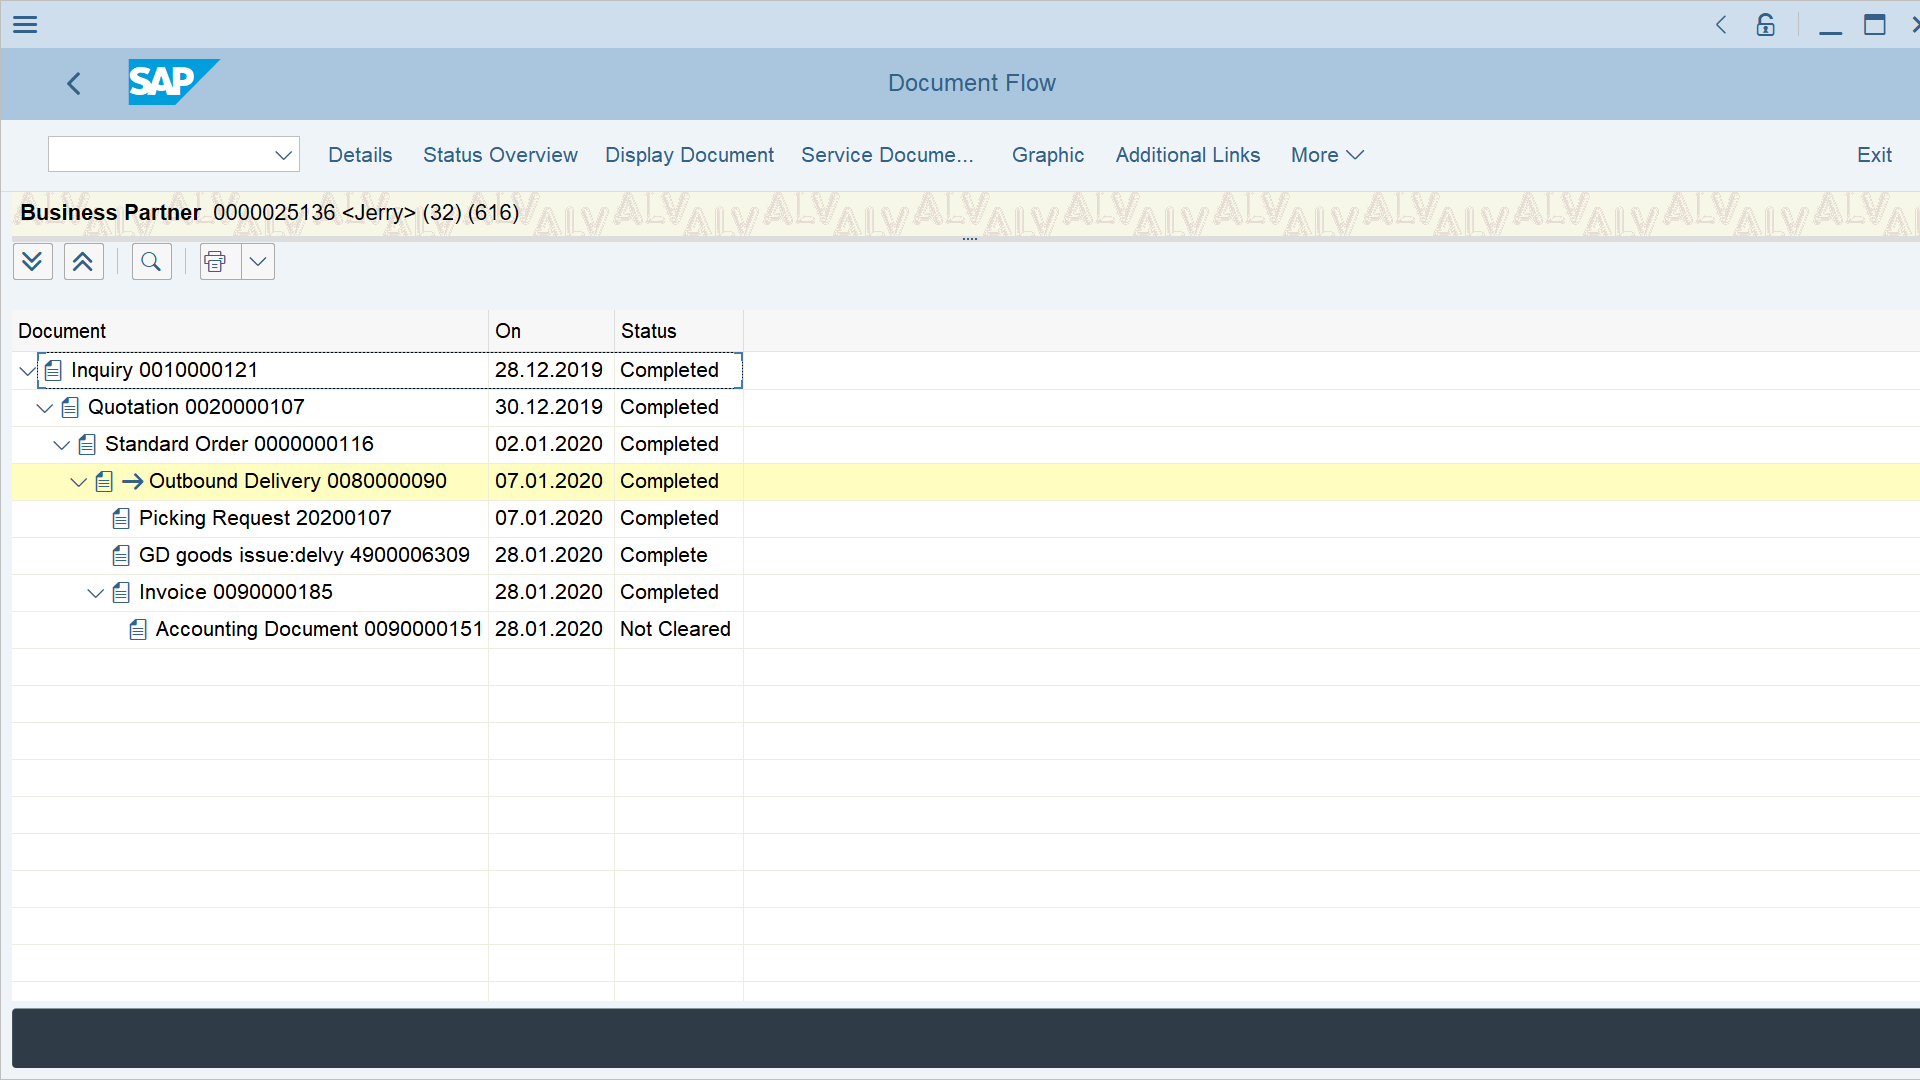 SAP
Document Flow
Details Status Overview Display Document Service Docume... Graphic Additional Links More Exit
Business Partner 0000025136 <Jerry> (32) (616)
Document On Status
Inquiry 0010000121 28.12.2019 Completed
Quotation 0020000107 30.12.2019 Completed
Standard Order 0000000116 02.01.2020 Completed
Outbound Delivery 0080000090 07.01.2020 Completed
Picking Request 20200107 07.01.2020 Completed
GD goods issue:delvy 4900006309 28.01.2020 Complete
Invoice 0090000185 28.01.2020 Completed
Accounting Document 0090000151 28.01.2020 Not Cleared